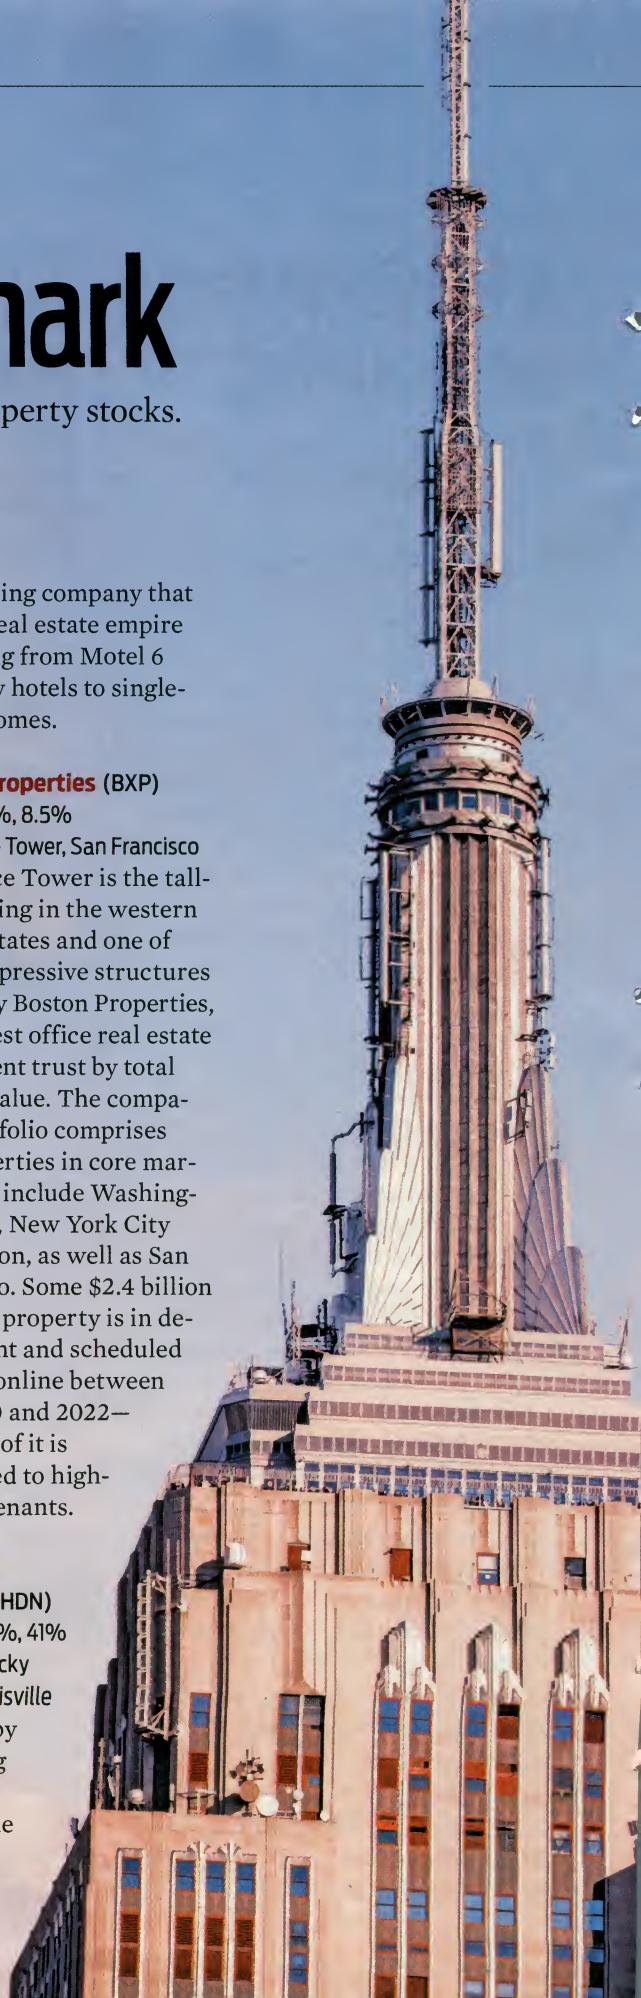 nark
perty stocks.
ing company that
eal estate empire
g from Motel 6
y hotels to single-
omes.
roperties (BXP)
%, 8.5%
Tower, San Francisco
ce Tower is the tall-
ing in the western
tates and one of
pressive structures
y Boston Properties,
est office real estate
ent trust by total
alue. The compa-
folio comprises
erties in core mar-
include Washing-
, New York City
on, as well as San
o. Some $2.4 billion
property is in de-
nt and scheduled
online between
0 and 2022—
of it is
ed to high-
enants.
HDN)
%, 41%
cky
isville
by
g
e